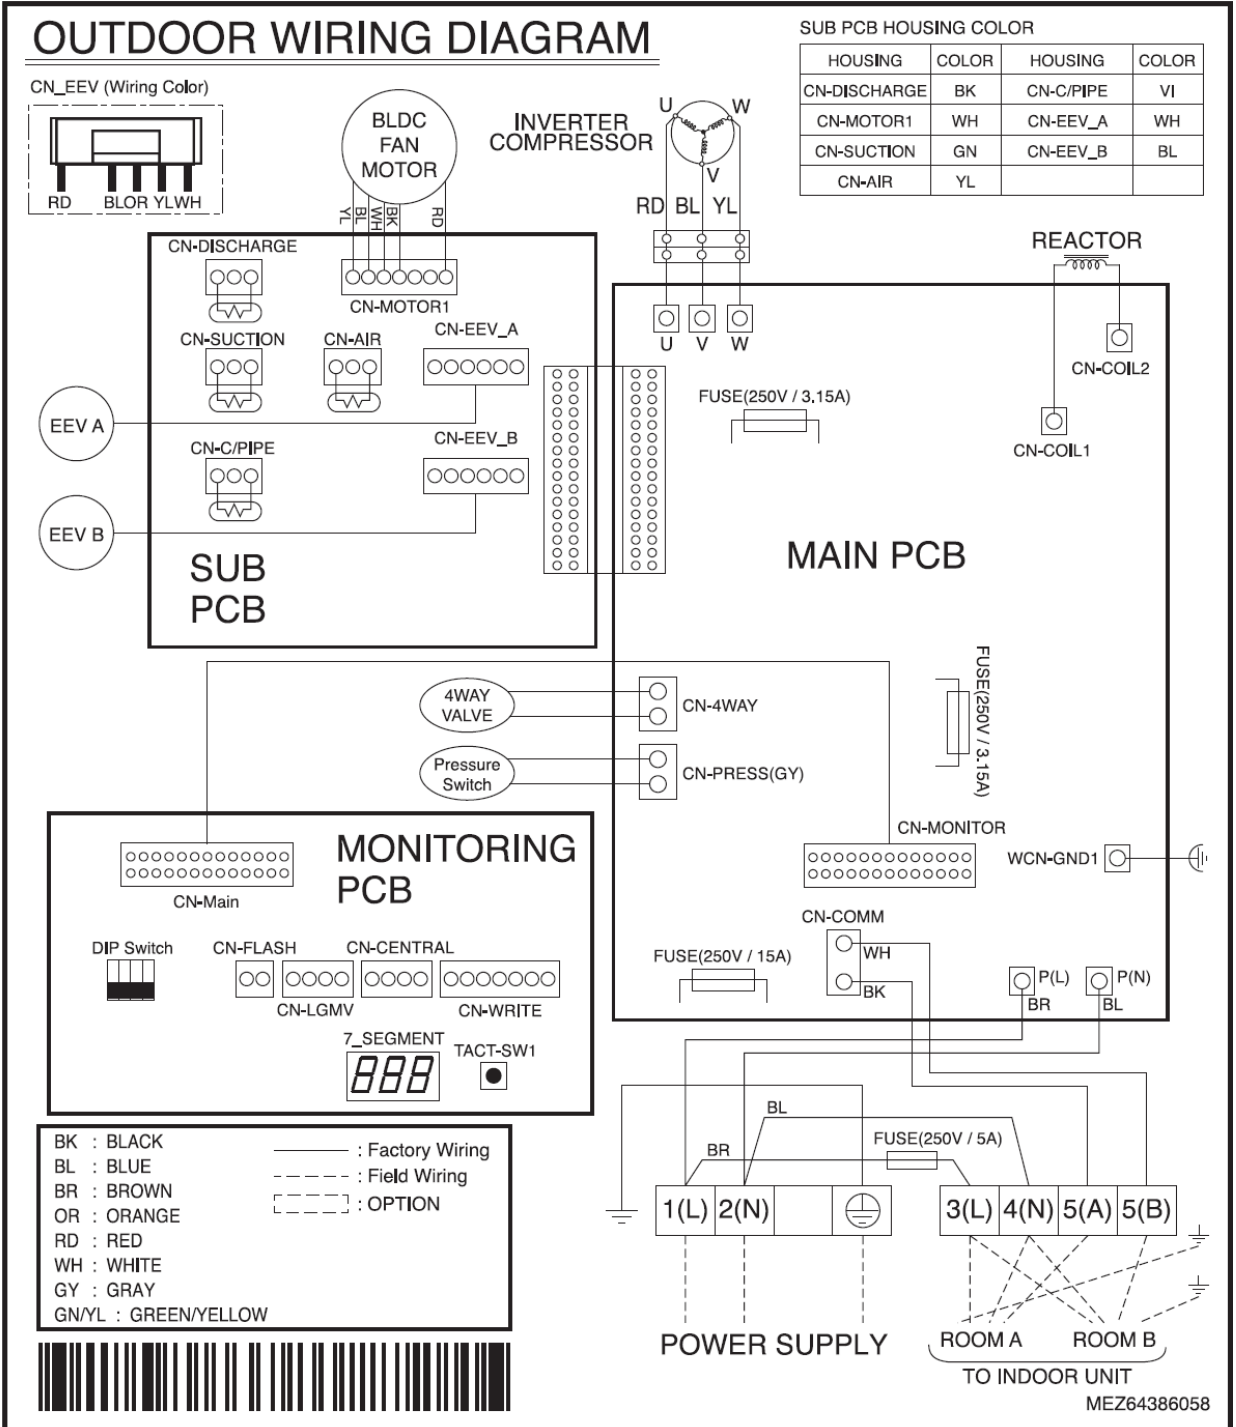 OUTDOOR WIRING DIAGRAM
CN_EEV (Wiring Color)
RD BL OR YL WH
BLDC
FAN
MOTOR
YL BL WH BK RD
INVERTER
COMPRESSOR
U W
V
RD BL YL
SUB PCB HOUSING COLOR
HOUSING COLOR HOUSING COLOR
CN-DISCHARGE BK CN-C/PIPE VI
CN-MOTOR1 WH CN-EEV_A WH
CN-SUCTION GN CN-EEV_B BL
CN-AIR YL
REACTOR
CN-COIL2
CN-COIL1
CN-DISCHARGE
CN-MOTOR1
CN-SUCTION
CN-AIR
CN-EEV_A
EEV A
CN-C/PIPE
CN-EEV_B
EEV B
SUB
PCB
U V W
FUSE(250V / 3.15A)
MAIN PCB
4WAY
VALVE
CN-4WAY
Pressure
Switch
CN-PRESS(GY)
FUSE(250V / 3.15A)
CN-MONITOR
WCN-GND1
CN-COMM
WH
BK
FUSE(250V / 15A)
P(L)
BR
P(N)
BL
MONITORING
PCB
CN-Main
DIP Switch
CN-FLASH
CN-CENTRAL
CN-LGMV
CN-WRITE
7_SEGMENT
888
TACT-SW1
BK : BLACK
BL : BLUE
BR : BROWN
OR : ORANGE
RD : RED
WH : WHITE
GY : GRAY
GN/YL : GREEN/YELLOW
: Factory Wiring
: Field Wiring
: OPTION
BL
BR
FUSE(250V / 5A)
1(L) 2(N)
3(L) 4(N) 5(A) 5(B)
POWER SUPPLY
ROOM A ROOM B
TO INDOOR UNIT
MEZ64386058